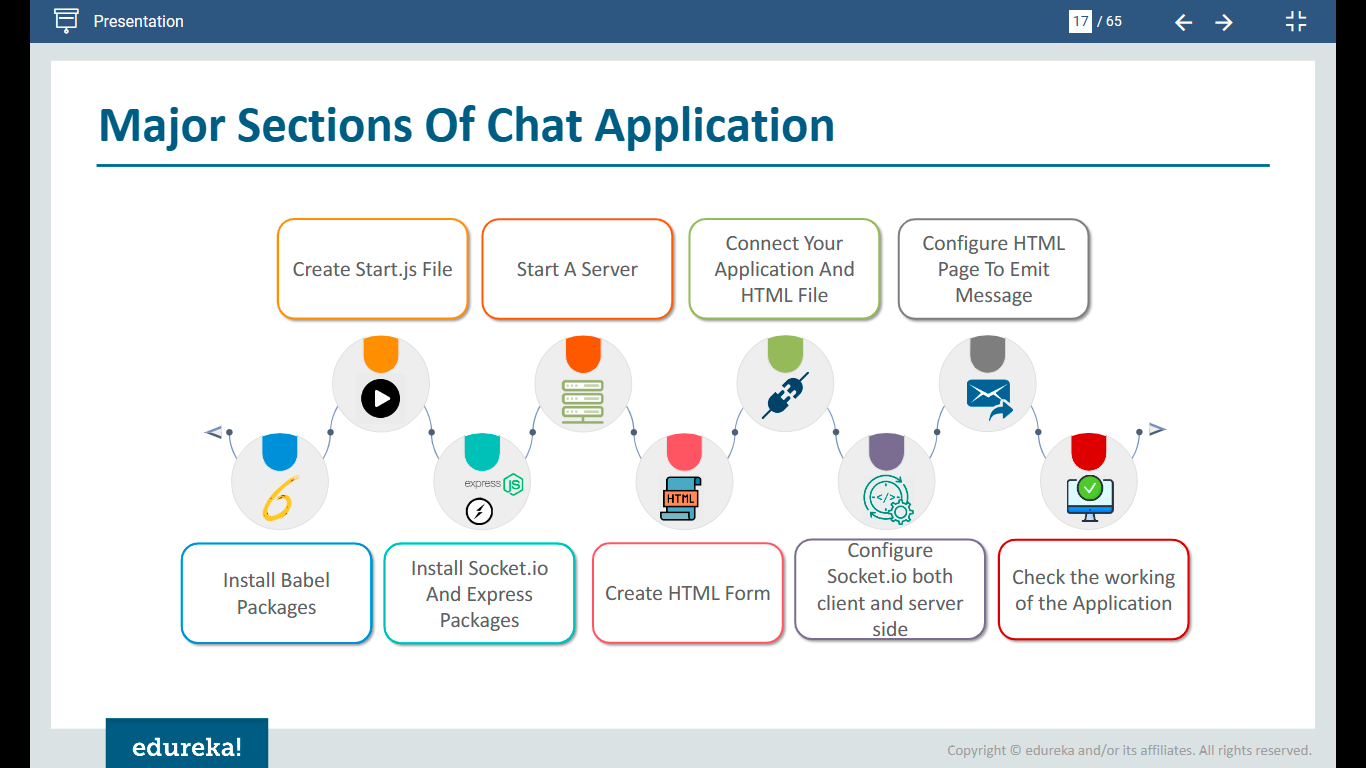 Presentation
17 / 65
Major Sections Of Chat Application
Create Start.js File
Start A Server
Connect Your
Application And
HTML File
Configure HTML
Page To Emit
Message
express JS
HTML
</>
Install Babel
Packages
Install Socket.io
And Express
Packages
Create HTML Form
Configure
Socket.io both
client and server
side
Check the working
of the Application
edureka!
Copyright © edureka and/or its affiliates. All rights reserved.